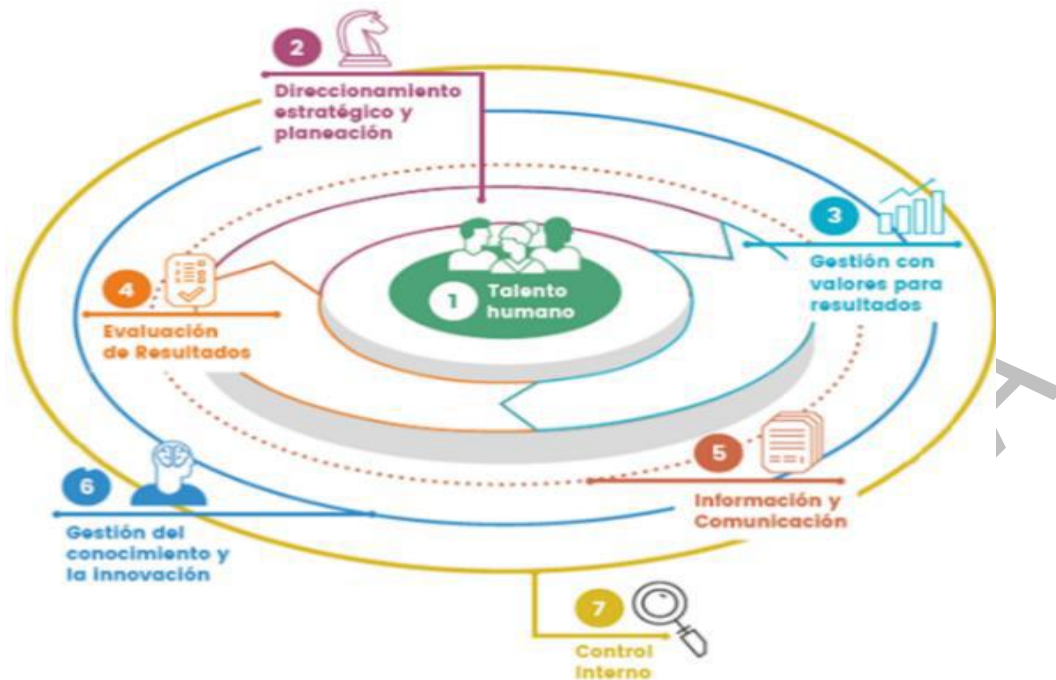 2
Direccionamiento
estratégico y
planeación
3
Gestión con
valores para
resultados
1
Talento
humano
4
Evaluación
de Resultados
5
Información y
Comunicación
6
Gestión del
conocimiento y
la innovación
7
Control
Interno